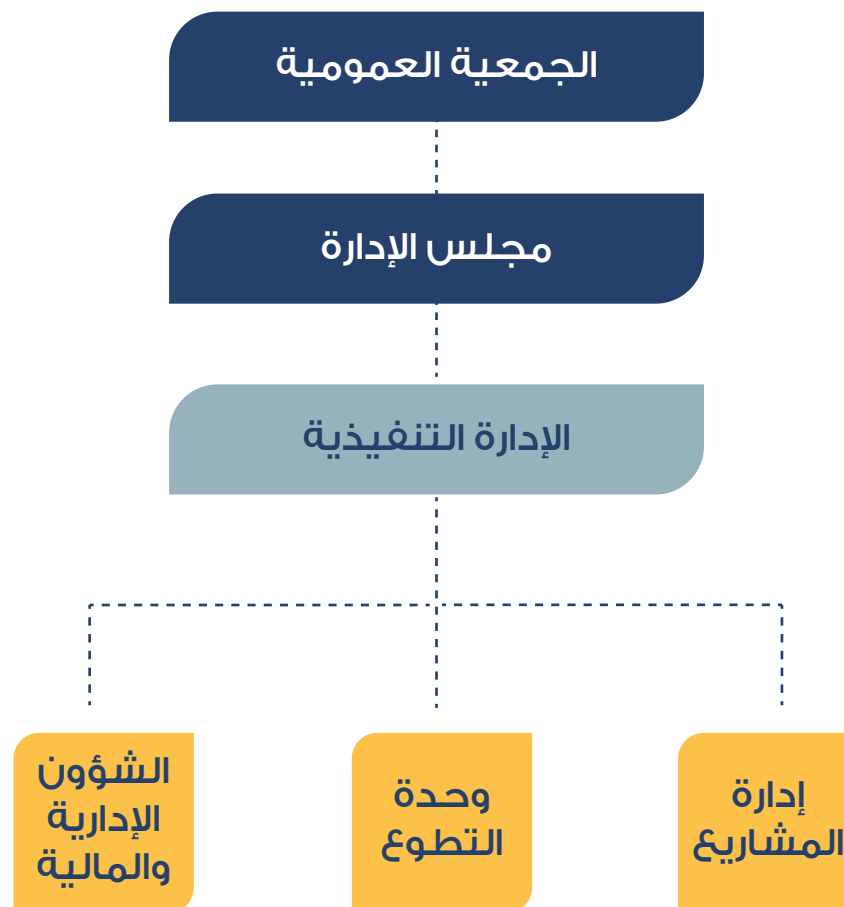 الجمعية العمومية
مجلس الإدارة
الإدارة التنفيذية
إدارة
المشاريع
وحدة
التطوع
الشؤون
الإدارية
والمالية